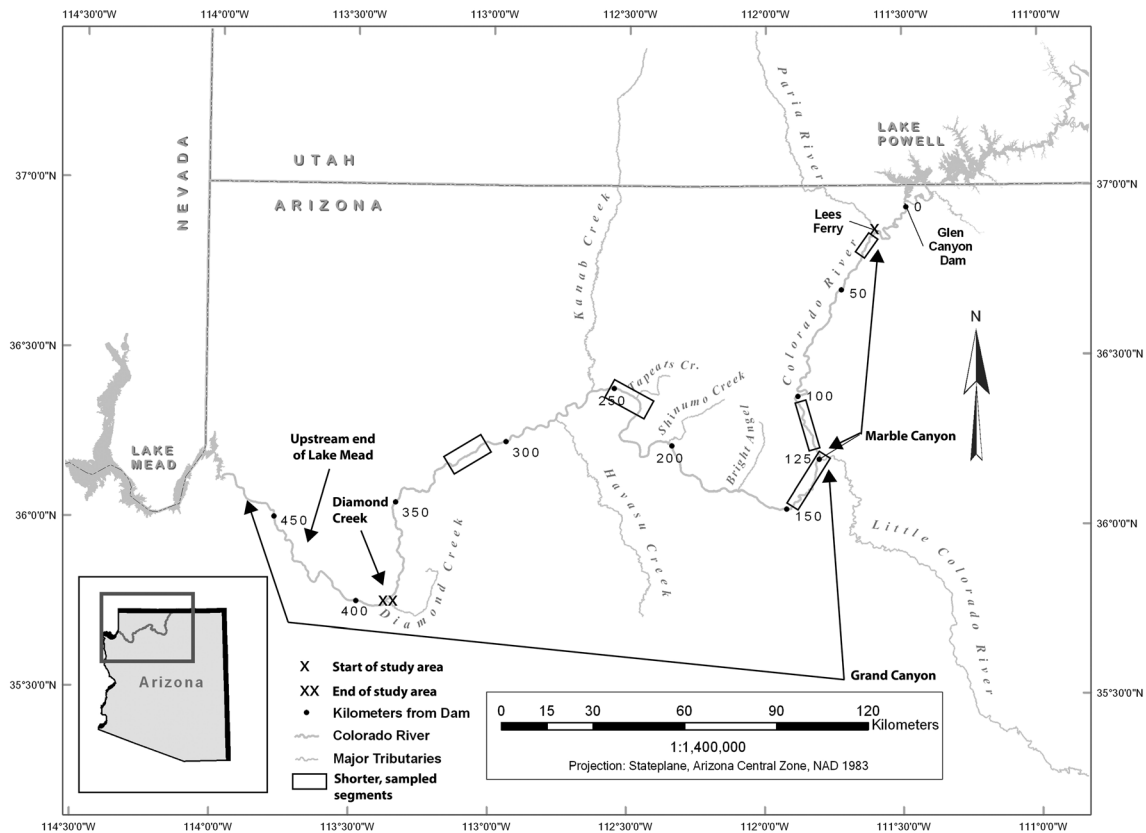 114°30'0"W 114°0'0"W 113°30'0"W 113°0'0"W 112°30'0"W 112°0'0"W 111°30'0"W 111°0'0"W
NEVADA
UTAH
ARIZONA
37°0'0"N
37°0'0"N
36°30'0"N
36°30'0"N
36°0'0"N
36°0'0"N
35°30'0"N
35°30'0"N
Paria River
LAKE
POWELL
Lees
Ferry
0
Glen
Canyon
Dam
Kanab Creek
Colorado River
50
N
Tapeats Cr.
250
Shinumo Creek
100
Bright Angel
Marble Canyon
125
200
300
LAKE
MEAD
Upstream end
of Lake Mead
Diamond
Creek
350
450
150
Havasu Creek
Little Colorado River
Diamond Creek
400
Diamond
Arizona
Grand Canyon
X Start of study area
XX End of study area
Kilometers from Dam
Colorado River
Major Tributaries
Shorter, sampled
segments
0 15 30 60 90 120
Kilometers
1:1,400,000
Projection: Stateplane, Arizona Central Zone, NAD 1983
114°30'0"W 114°0'0"W 113°30'0"W 113°0'0"W 112°30'0"W 112°0'0"W 111°30'0"W 111°0'0"W
X
XX